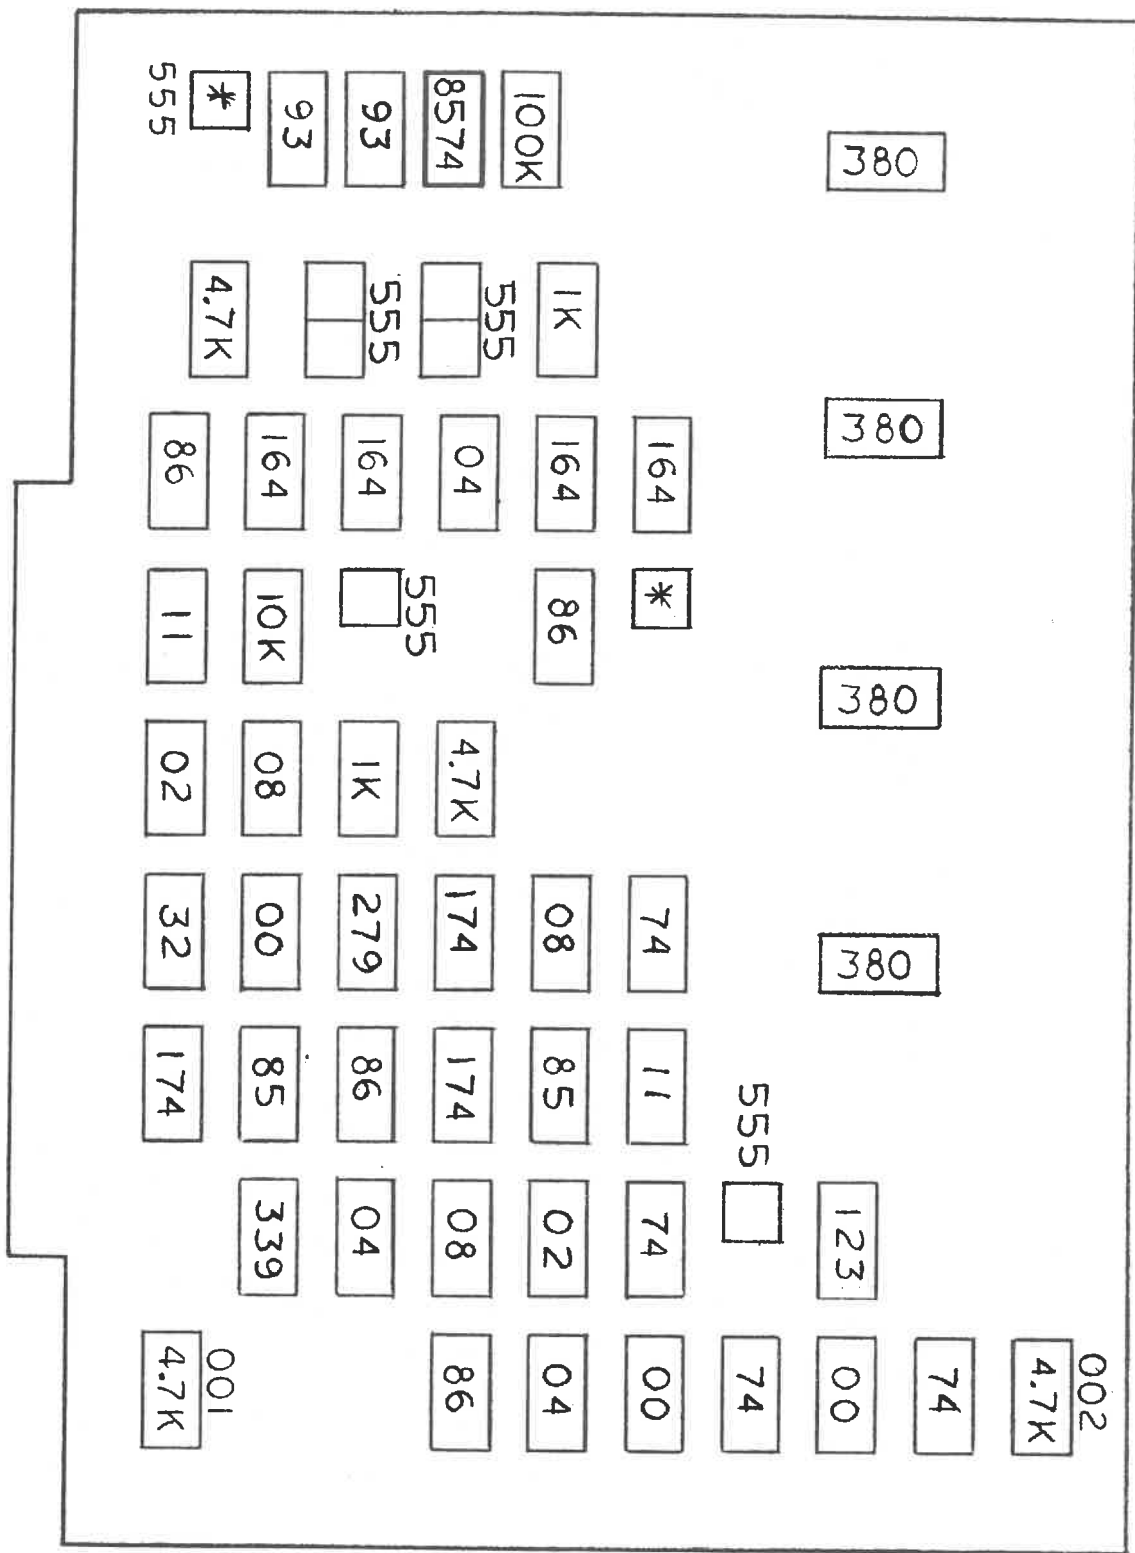 555 * 93 93 8574 100K 380
4.7K 555 555 1K
86 164 164 04 164 164 380
11 10K 555 86 * 380
02 08 1K 4.7K
32 00 279 174 08 74 380
174 85 86 174 85 11 555
339 04 08 02 74 123
4.7K 001 86 04 00 74 00 74 4.7K 002